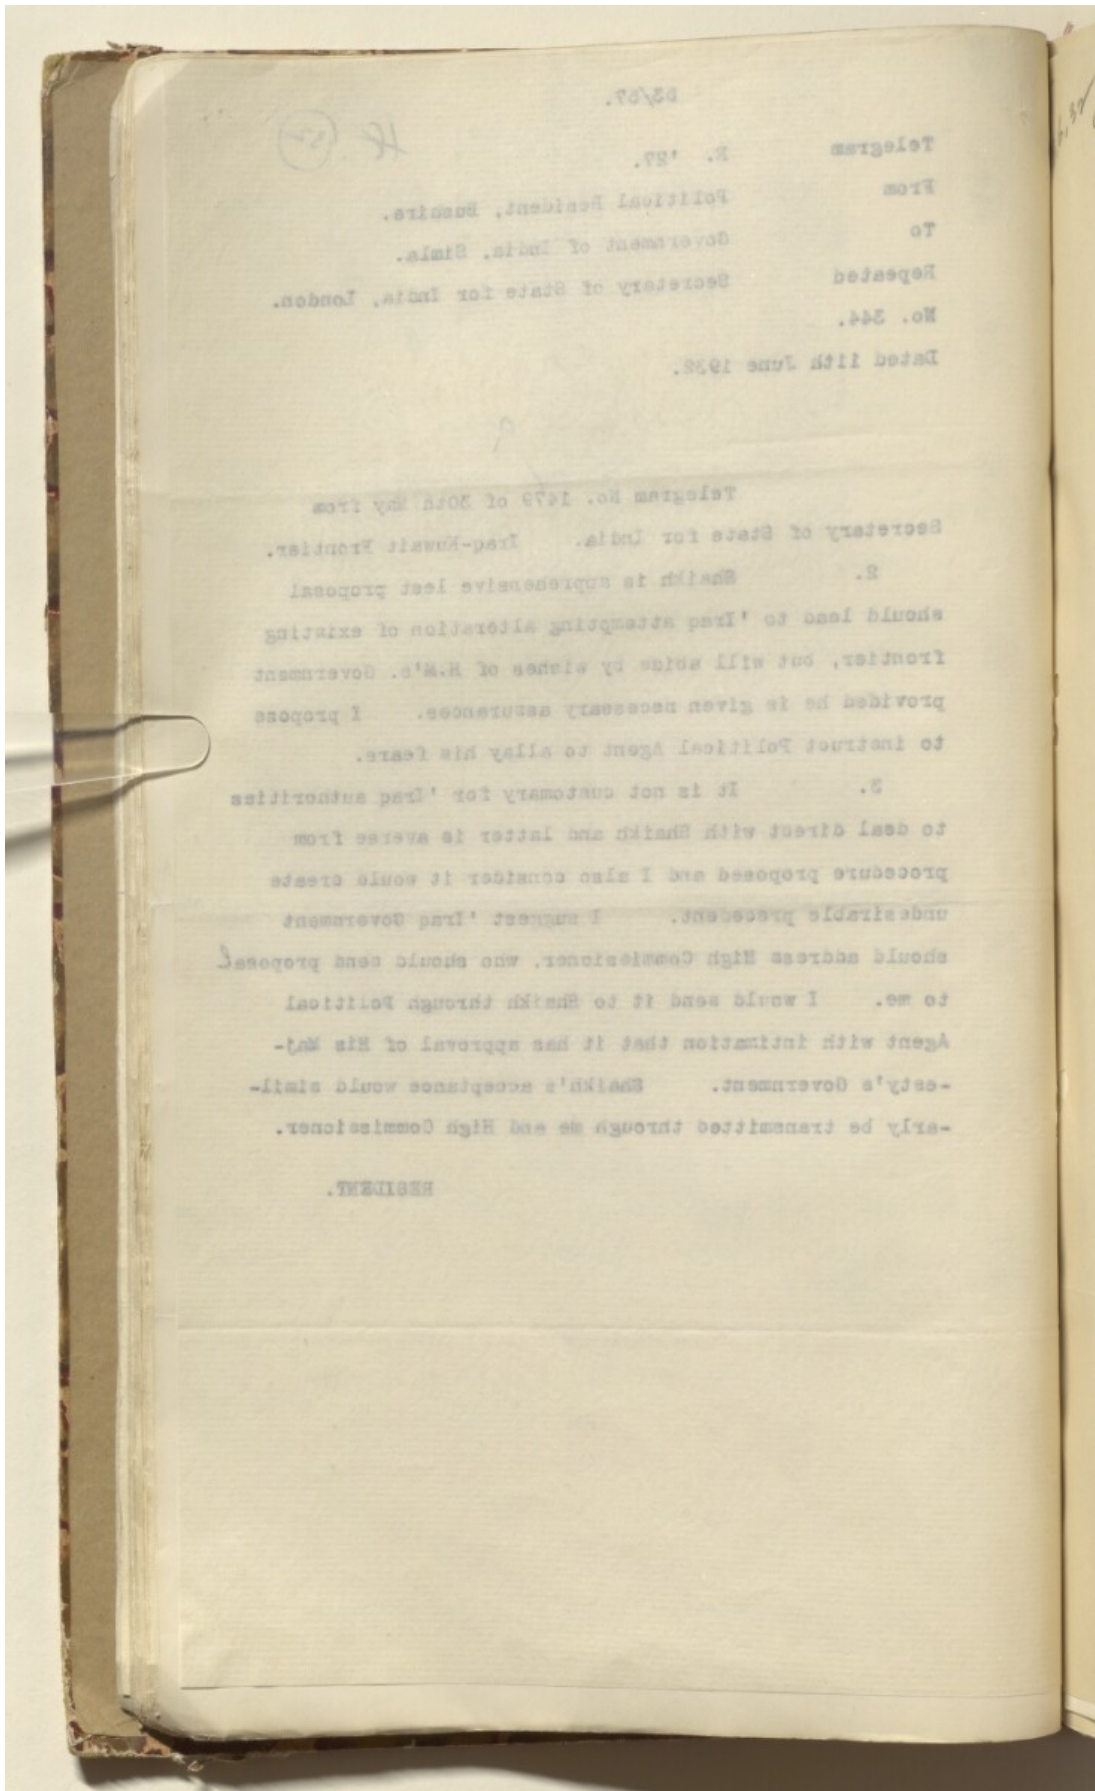 53/67.
Telegram R. '27.
From Political Resident, Bushire.
To Government of India, Simla.
Repeated Secretary of State for India, London.
No. 344.
Dated 11th June 1932.
Telegram No. 1479 of 30th May from
Secretary of State for India. Iraq-Kuwait Frontier.
2. Shaikh is apprehensive lest proposal
should lead to 'Iraq attempting alteration of existing
frontier, but will abide by wishes of H.M's. Government
provided he is given necessary assurances. I propose
to instruct Political Agent to allay his fears.
3. It is not customary for 'Iraq authorities
to deal direct with Shaikh and latter is averse from
procedure proposed and I also consider it would create
undesirable precedent. I suggest 'Iraq Government
should address High Commissioner, who should send proposal
to me. I would send it to Shaikh through Political
Agent with intimation that it has approval of His Maj-
-esty's Government. Shaikh's acceptance would simil-
-arly be transmitted through me and High Commissioner.
RESIDENT.